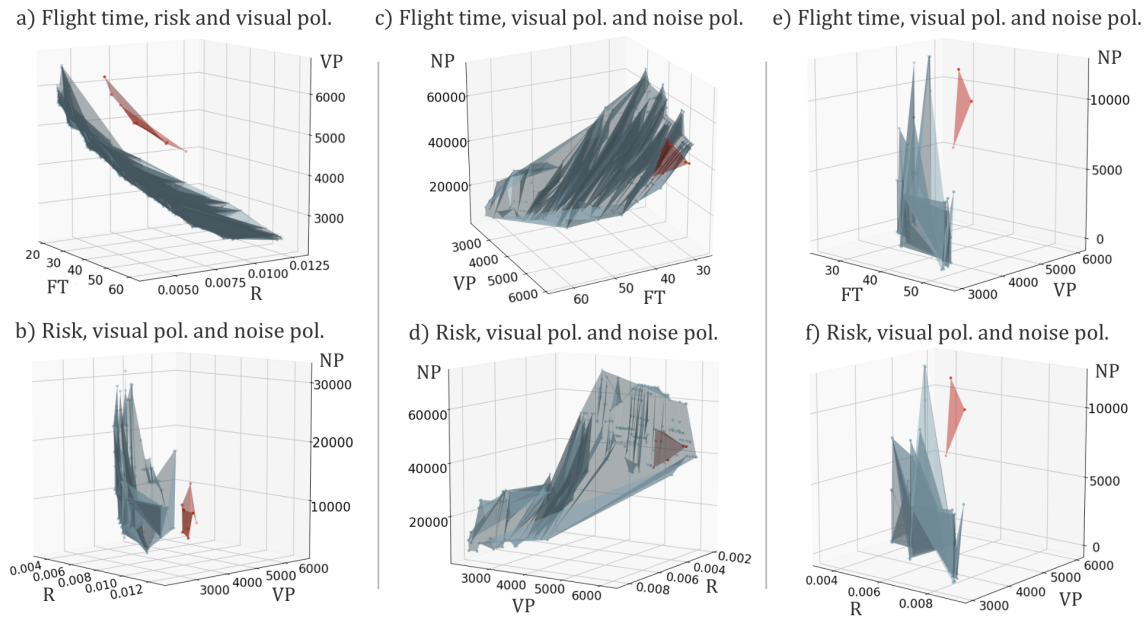 a) Flight time, risk and visual pol.
VP
6000
5000
4000
3000
20
30
40
50
60
FT
0.0050
0.0075
0.0100
0.0125
R
b) Risk, visual pol. and noise pol.
NP
30000
20000
10000
0.004
0.006
0.008
0.010
0.012
R
3000
4000
5000
6000
VP
c) Flight time, visual pol. and noise pol.
NP
60000
40000
20000
3000
4000
5000
6000
VP
60
50
40
30
FT
d) Risk, visual pol. and noise pol.
NP
60000
40000
20000
3000
4000
5000
6000
VP
0.008
0.006
0.004
0.002
R
e) Flight time, visual pol. and noise pol.
NP
10000
5000
0
30
40
50
FT
3000
4000
5000
6000
VP
f) Risk, visual pol. and noise pol.
NP
10000
5000
0
0.004
0.006
0.008
R
3000
4000
5000
6000
VP